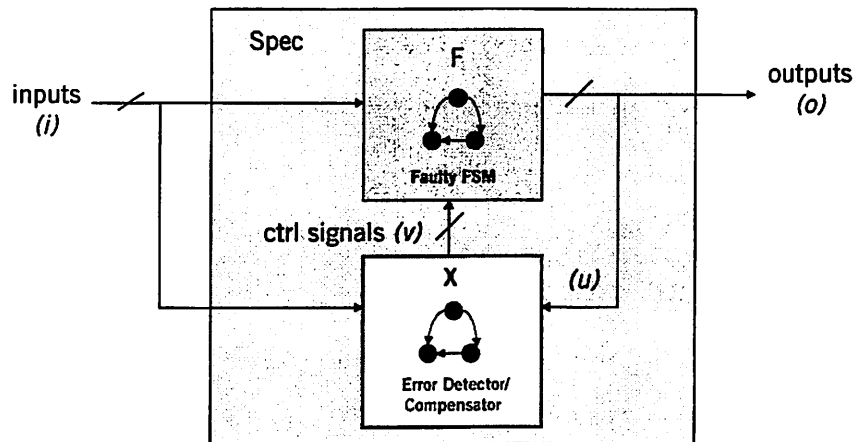 Spec
F
inputs
(i)
outputs
(o)
Faulty FSM
ctrl signals (v)
X
(u)
Error Detector/
Compensator